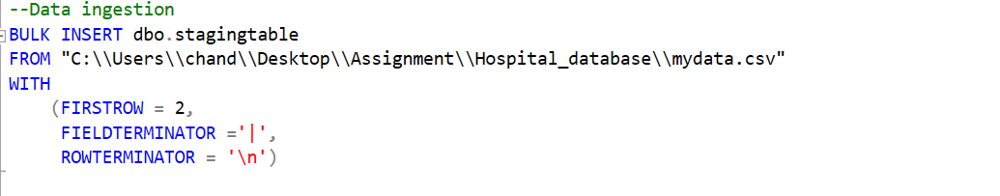 --Data ingestion
BULK INSERT dbo.stagingtable
FROM "C:\\Users\\chand\\Desktop\\Assignment\\Hospital_database\\mydata.csv"
WITH
(FIRSTROW = 2,
FIELDTERMINATOR ='|',
ROWTERMINATOR = '\n')